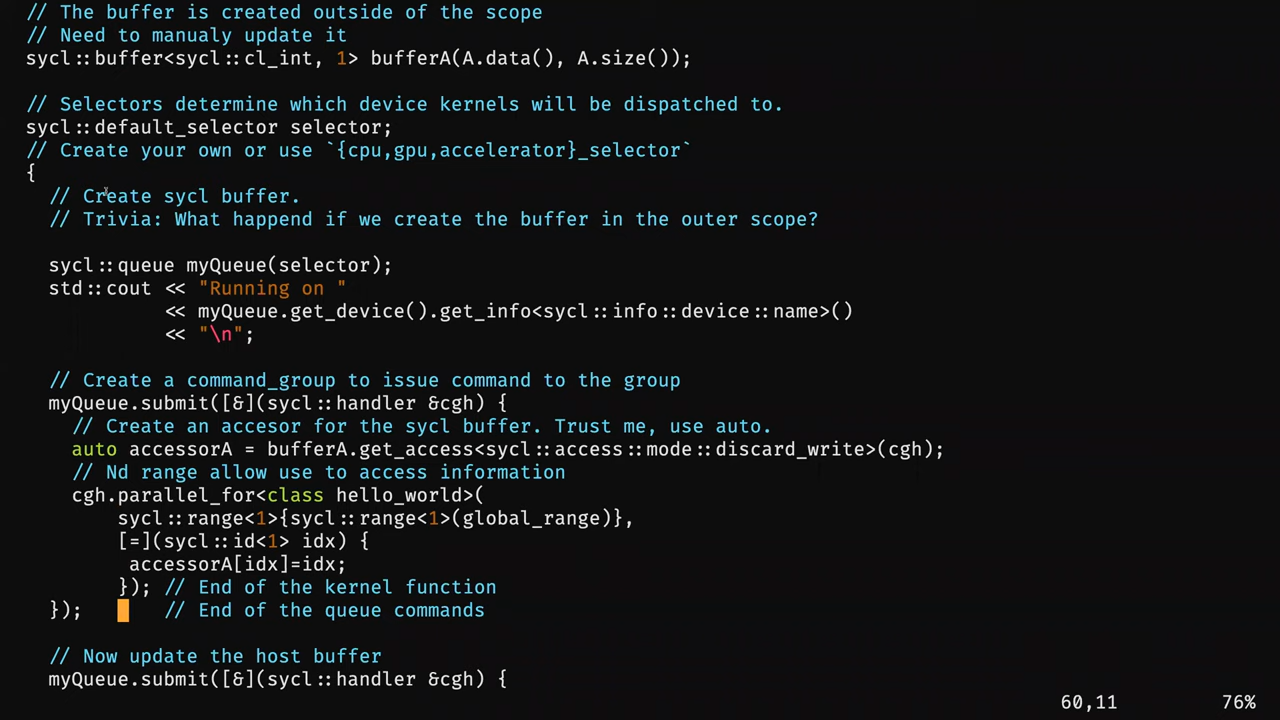 // The buffer is created outside of the scope
// Need to manualy update it
sycl::buffer<sycl::cl_int, 1> bufferA(A.data(), A.size());
// Selectors determine which device kernels will be dispatched to.
sycl::default_selector selector;
// Create your own or use `{cpu,gpu,accelerator}_selector`
{
// Create sycl buffer.
// Trivia: What happend if we create the buffer in the outer scope?
sycl::queue myQueue(selector);
std::cout << "Running on "
<< myQueue.get_device().get_info<sycl::info::device::name>()
<< "\n";
// Create a command_group to issue command to the group
myQueue.submit([&](sycl::handler &cgh) {
// Create an accesor for the sycl buffer. Trust me, use auto.
auto accessorA = bufferA.get_access<sycl::access::mode::discard_write>(cgh);
// Nd range allow use to access information
cgh.parallel_for<class hello_world>(
sycl::range<1>{sycl::range<1>(global_range)},
[=](sycl::id<1> idx) {
accessorA[idx]=idx;
}); // End of the kernel function
}); // End of the queue commands
// Now update the host buffer
myQueue.submit([&](sycl::handler &cgh) {
60,11 76%